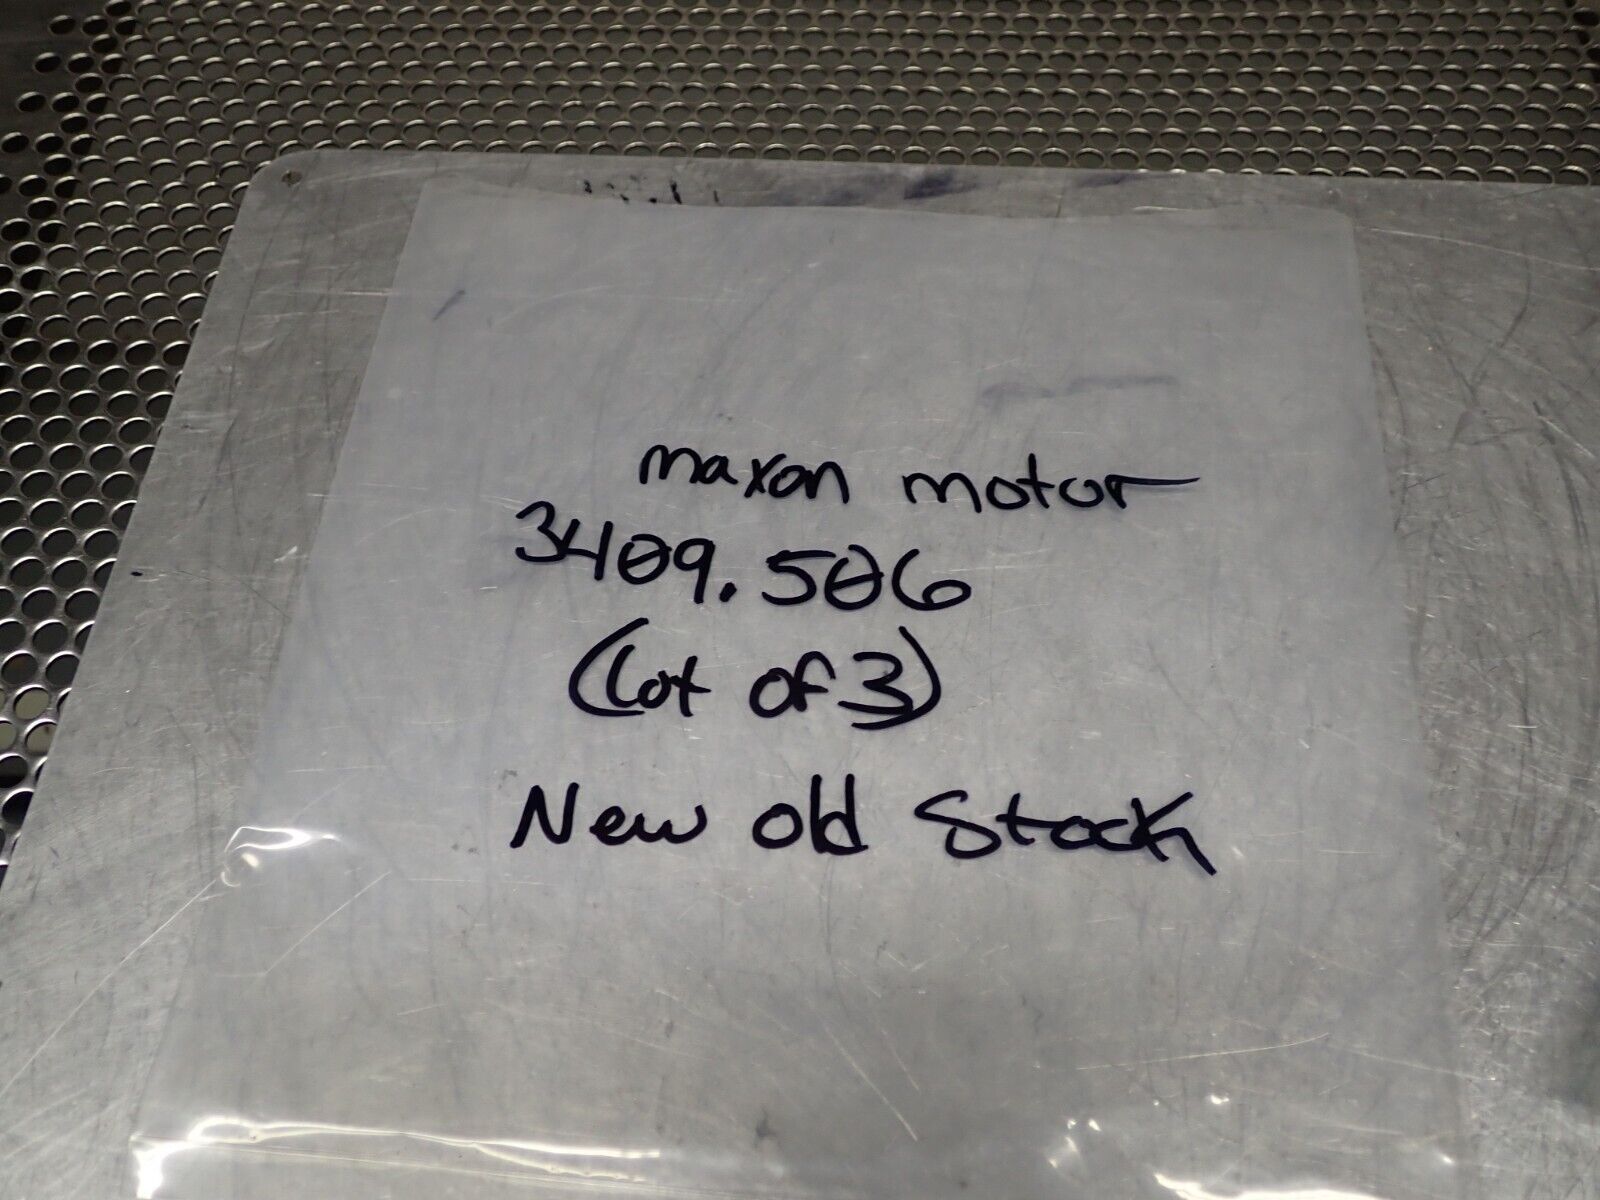 maxon motor
3409.506
(Lot of 3)
New old Stock